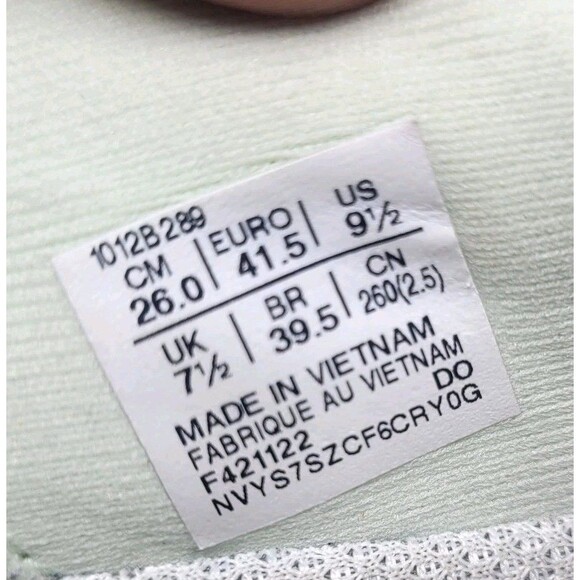 1012B289
CM | EURO | US
26.0 | 41.5 | 9½
UK | BR | CN
7½ | 39.5 | 260(2.5)
MADE IN VIETNAM
FABRIQUE AU VIETNAM
F421122 DO
NVYS7SZCF6CRY0G